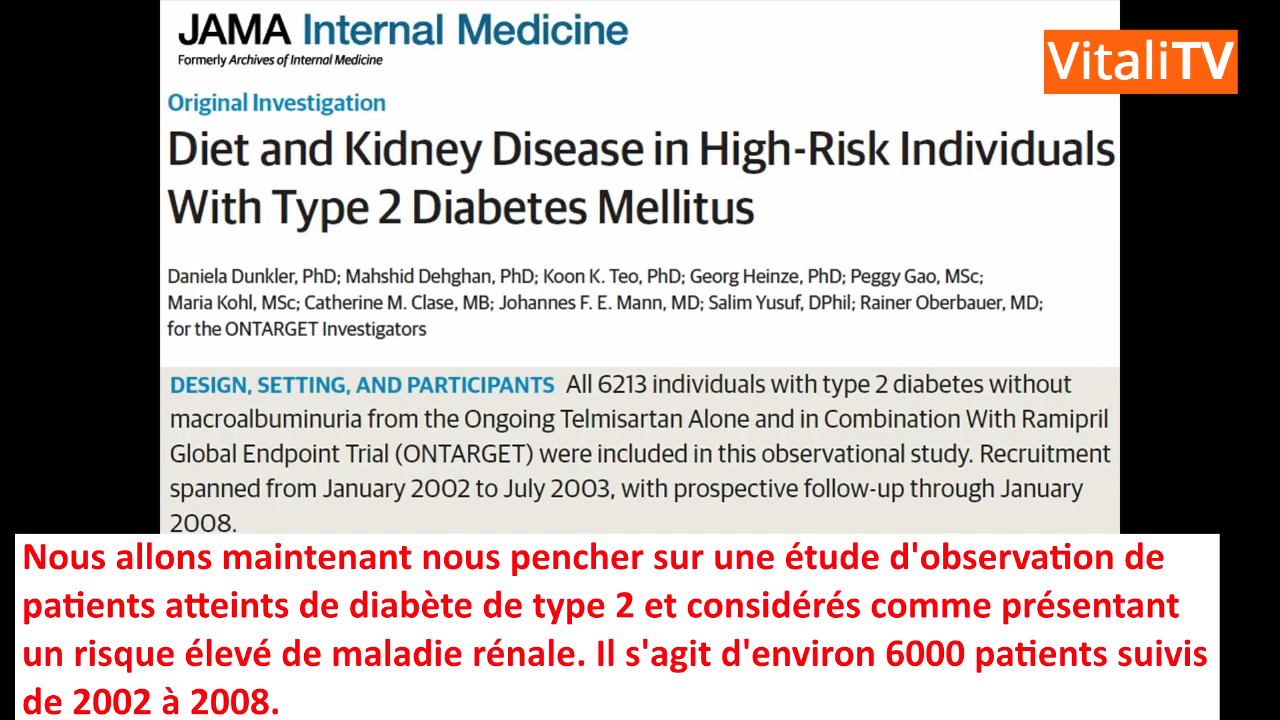 JAMA Internal Medicine
Formerly Archives of Internal Medicine
VitaliTV
Original Investigation
Diet and Kidney Disease in High-Risk Individuals
With Type 2 Diabetes Mellitus
Daniela Dunkler, PhD; Mahshid Dehghan, PhD; Koon K. Teo, PhD; Georg Heinze, PhD; Peggy Gao, MSc;
Maria Kohl, MSc; Catherine M. Clase, MB; Johannes F. E. Mann, MD; Salim Yusuf, DPhil; Rainer Oberbauer, MD;
for the ONTARGET Investigators
DESIGN, SETTING, AND PARTICIPANTS All 6213 individuals with type 2 diabetes without
macroalbuminuria from the Ongoing Telmisartan Alone and in Combination With Ramipril
Global Endpoint Trial (ONTARGET) were included in this observational study. Recruitment
spanned from January 2002 to July 2003, with prospective follow-up through January
2008.
Nous allons maintenant nous pencher sur une étude d'observation de
patients atteints de diabète de type 2 et considérés comme présentant
un risque élevé de maladie rénale. Il s'agit d'environ 6000 patients suivis
de 2002 à 2008.